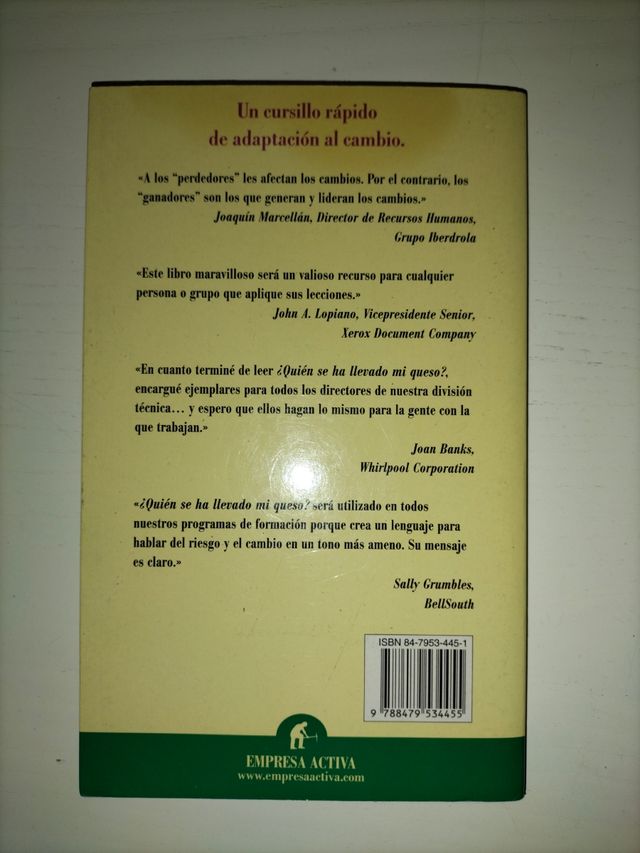 Un cursillo rápido
de adaptación al cambio.
«A los “perdedores” les afectan los cambios. Por el contrario, los
“ganadores” son los que generan y lideran los cambios.»
Joaquín Marcellán, Director de Recursos Humanos,
Grupo Iberdrola
«Este libro maravilloso será un valioso recurso para cualquier
persona o grupo que aplique sus lecciones.»
John A. Lopiano, Vicepresidente Senior,
Xerox Document Company
«En cuanto terminé de leer ¿Quién se ha llevado mi queso?,
encargué ejemplares para todos los directores de nuestra división
técnica… y espero que ellos hagan lo mismo para la gente con la
que trabajan.»
Joan Banks,
Whirlpool Corporation
«¿Quién se ha llevado mi queso? será utilizado en todos
nuestros programas de formación porque crea un lenguaje para
hablar del riesgo y el cambio en un tono más ameno. Su mensaje
es claro.»
Sally Grumbles,
BellSouth
ISBN 84-7953-445-1
9 788479 534455
EMPRESA ACTIVA
www.empresaactiva.com